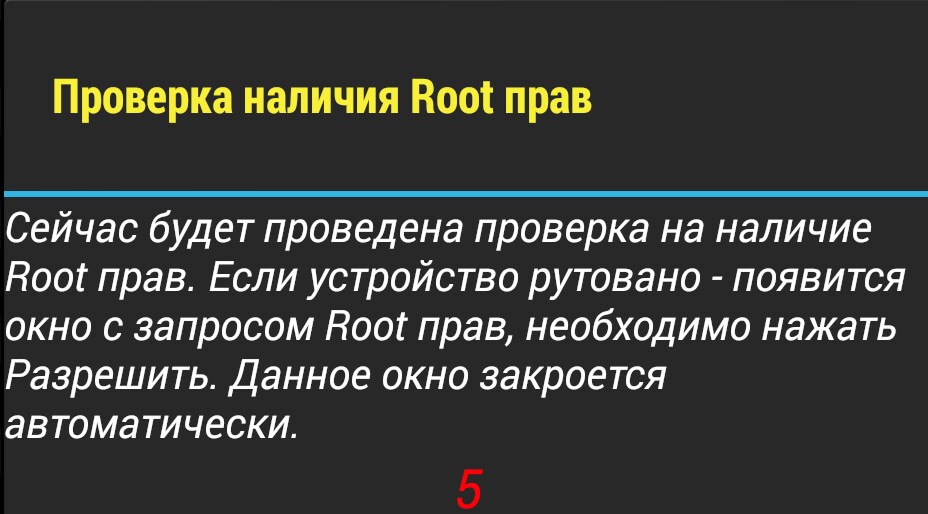 Проверка наличия Root прав
Сейчас будет проведена проверка на наличие
Root прав. Если устройство рутовано - появится
окно с запросом Root прав, необходимо нажать
Разрешить. Данное окно закроется
автоматически.
5